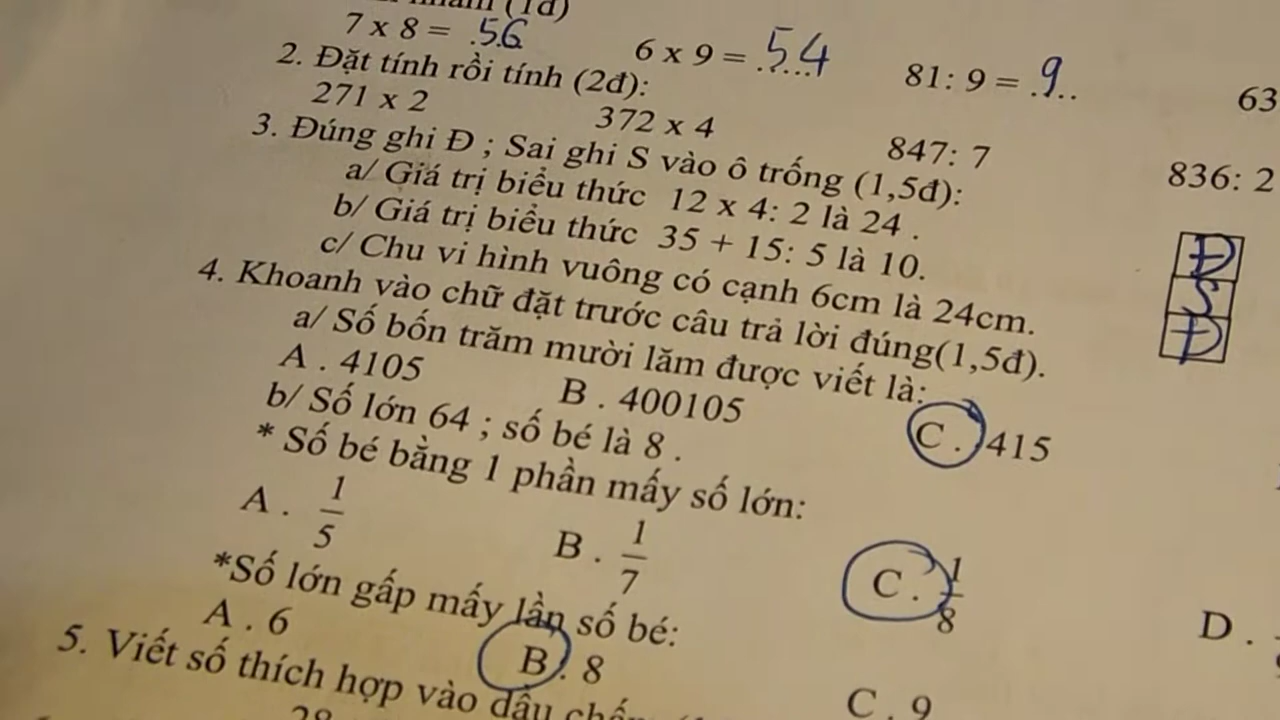 (1đ)
7 x 8 = 56 6 x 9 = 54 81: 9 = 9 63
2. Đặt tính rồi tính (2đ):
271 x 2 372 x 4 847: 7 836: 2
3. Đúng ghi Đ ; Sai ghi S vào ô trống (1,5đ):
a/ Giá trị biểu thức 12 x 4: 2 là 24 . Đ
b/ Giá trị biểu thức 35 + 15: 5 là 10. S
c/ Chu vi hình vuông có cạnh 6cm là 24cm. Đ
4. Khoanh vào chữ đặt trước câu trả lời đúng(1,5đ).
a/ Số bốn trăm mười lăm được viết là:
A . 4105 B . 400105 C . 415
b/ Số lớn 64 ; số bé là 8 .
* Số bé bằng 1 phần mấy số lớn:
A . 1/5 B . 1/7 C . 1/8 D .
*Số lớn gấp mấy lần số bé:
A . 6 B . 8 C . 9
5. Viết số thích hợp vào dấu